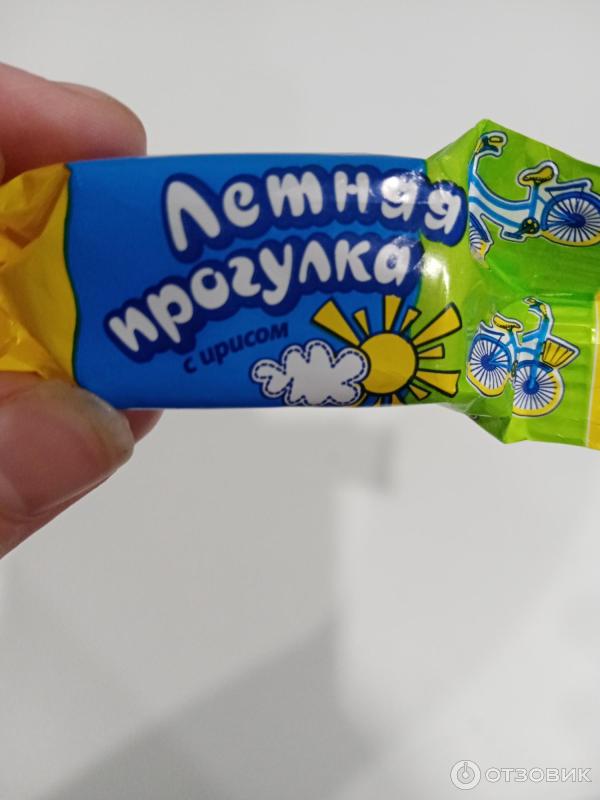 Летняя
прогулка
с ирисом
ОТЗОВИК